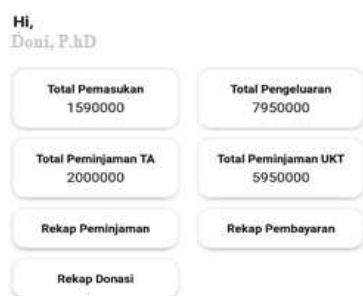 Hi,
Doni, P.hD
Total Pemasukan
1590000
Total Pengeluaran
7950000
Total Peminjaman TA
2000000
Total Peminjaman UKT
5950000
Rekap Peminjaman
Rekap Pembayaran
Rekap Donasi